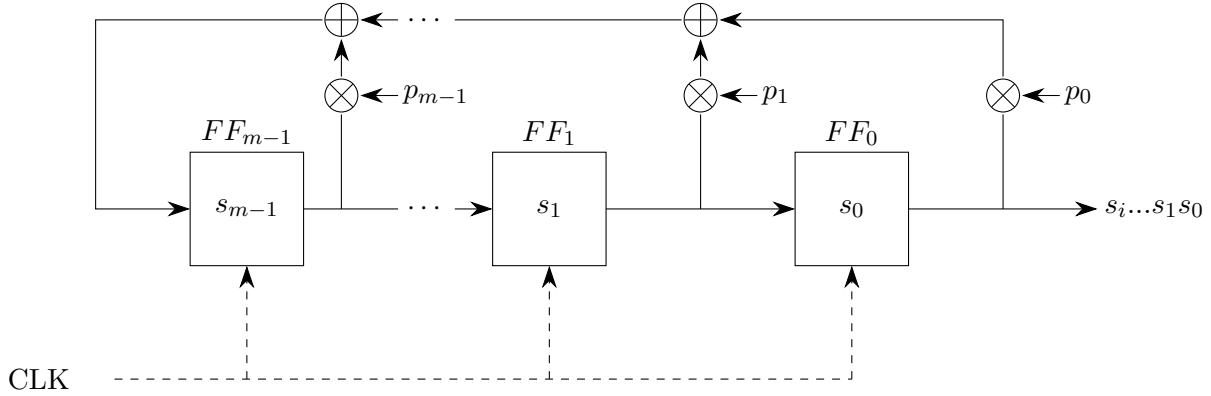 ⋯
⋯
p_{m−1}
p_1
p_0
FF_{m−1}
FF_1
FF_0
s_{m−1}
s_1
s_0
s_i...s_1s_0
CLK